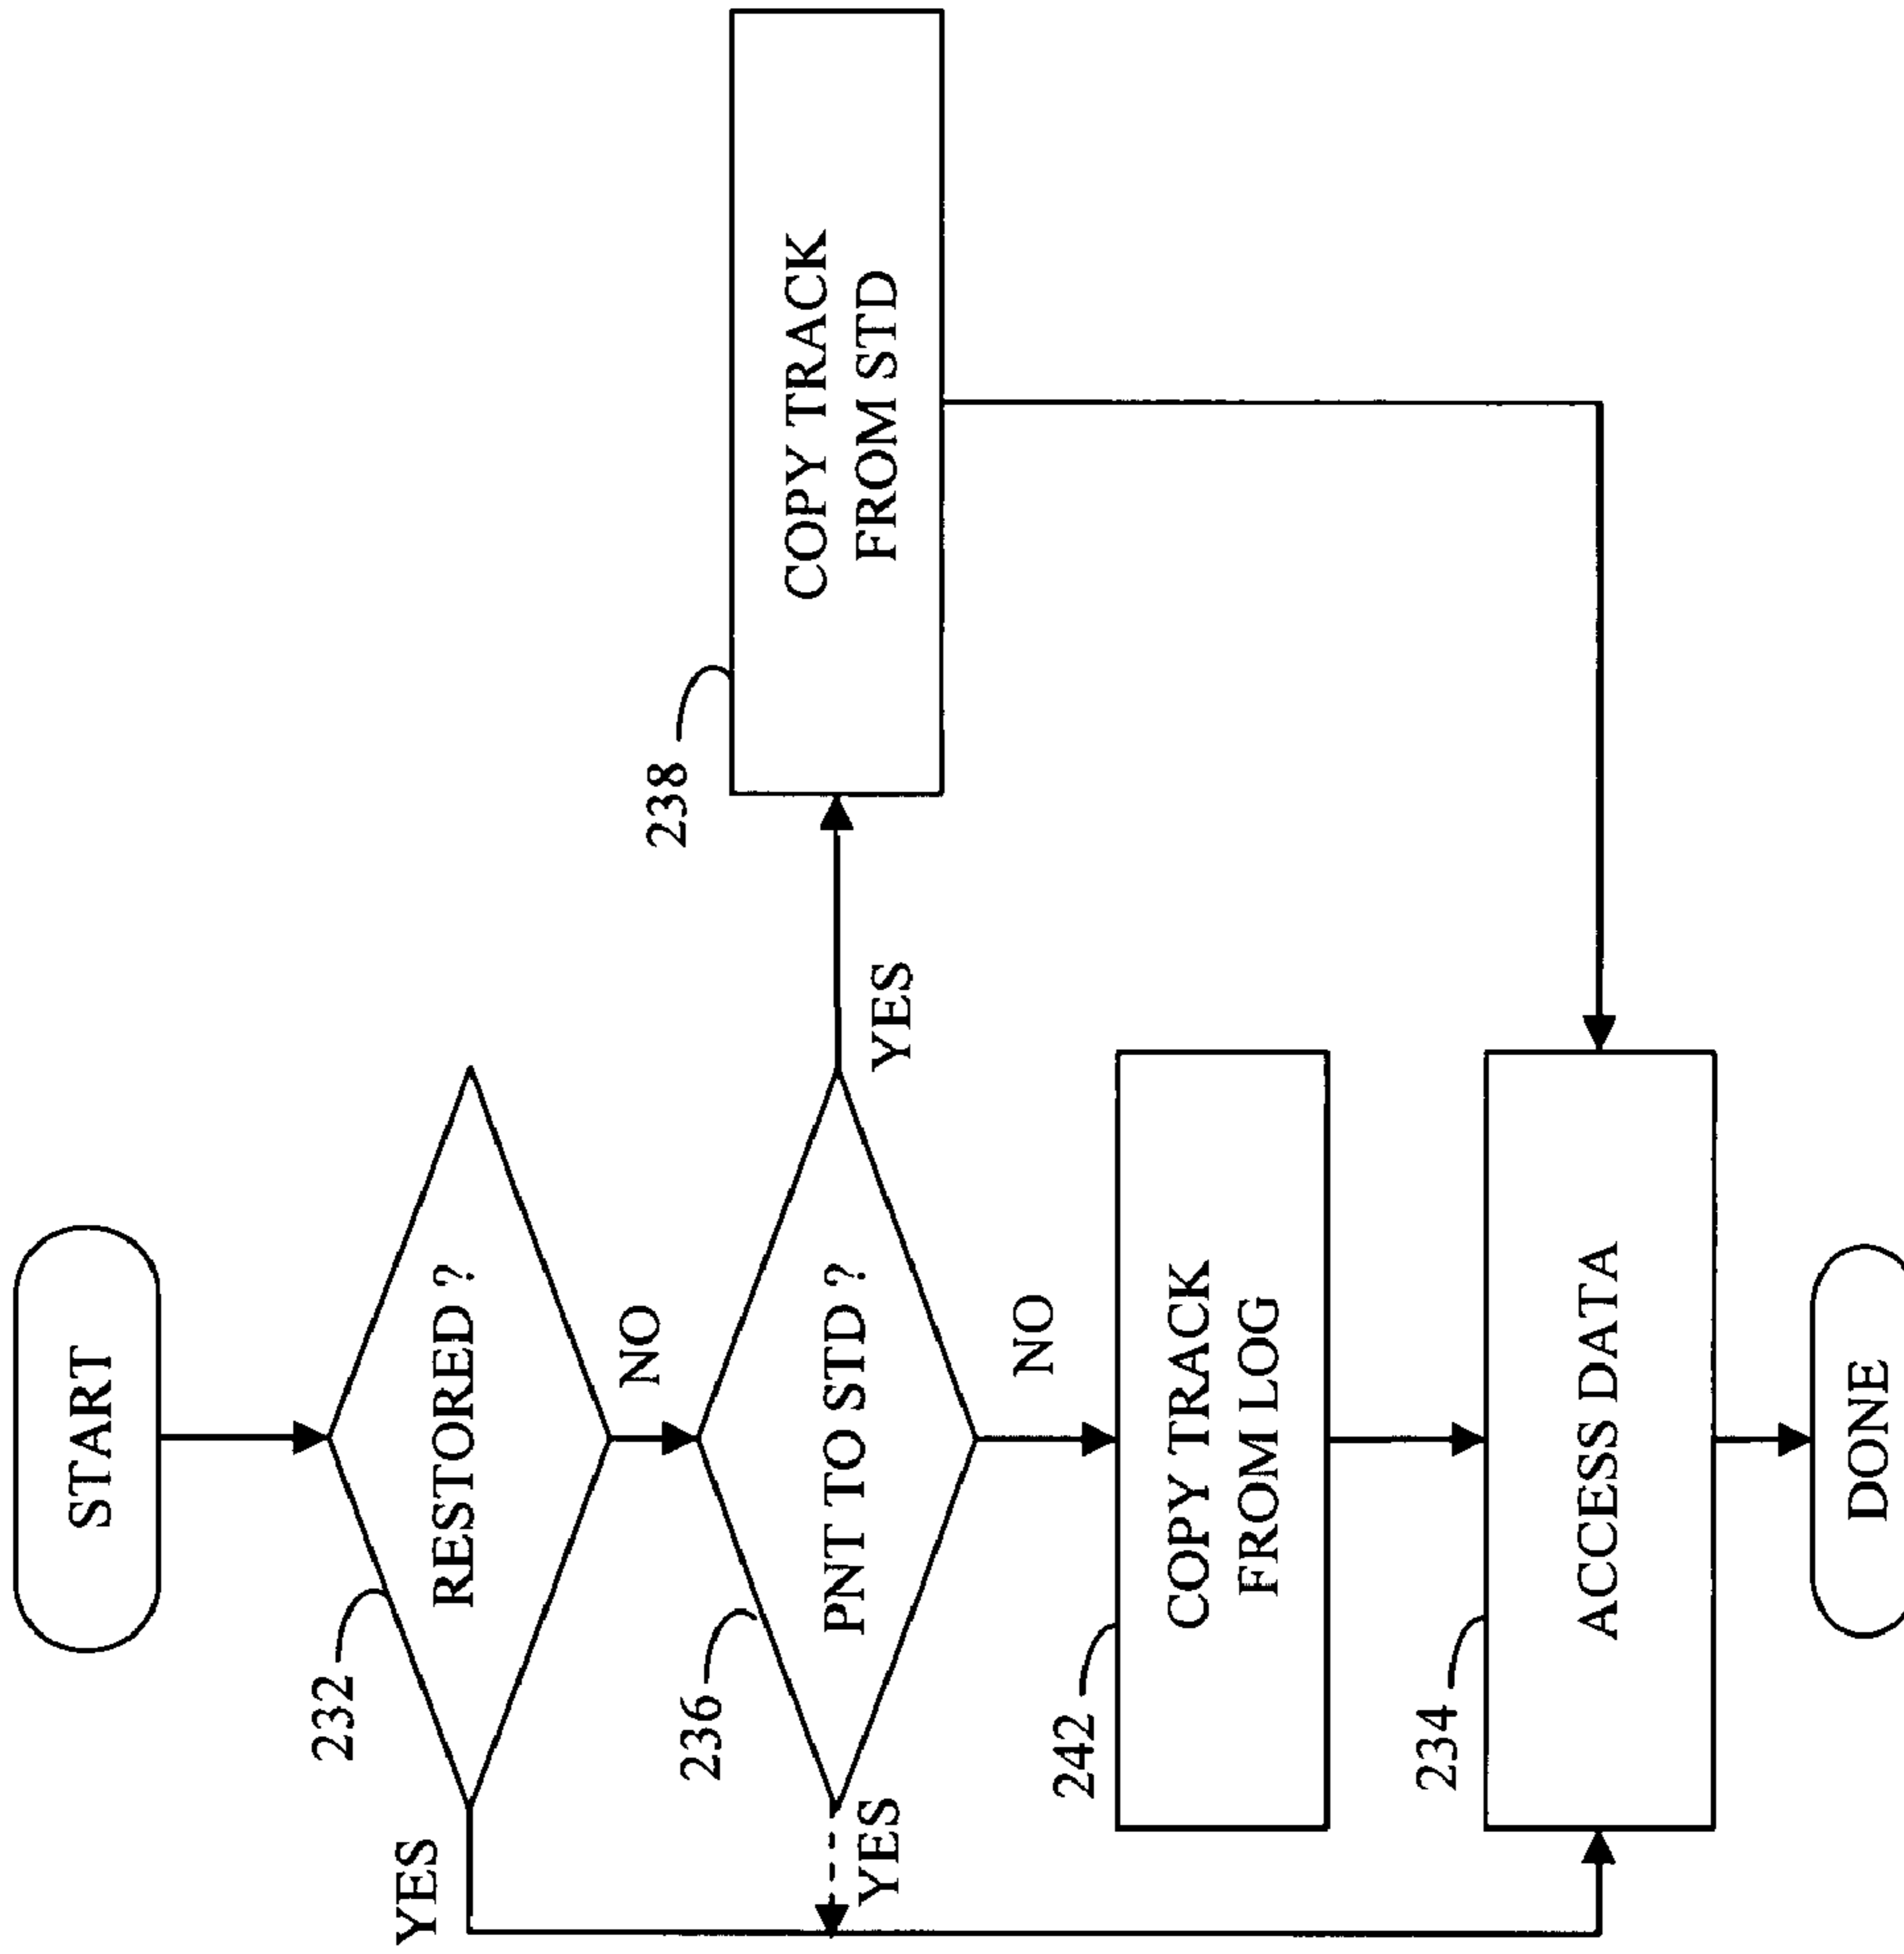 START
232
RESTORED ?
YES
NO
236
PNT TO STD ?
YES
YES
238
COPY TRACK
FROM STD
NO
242
COPY TRACK
FROM LOG
234
ACCESS DATA
DONE